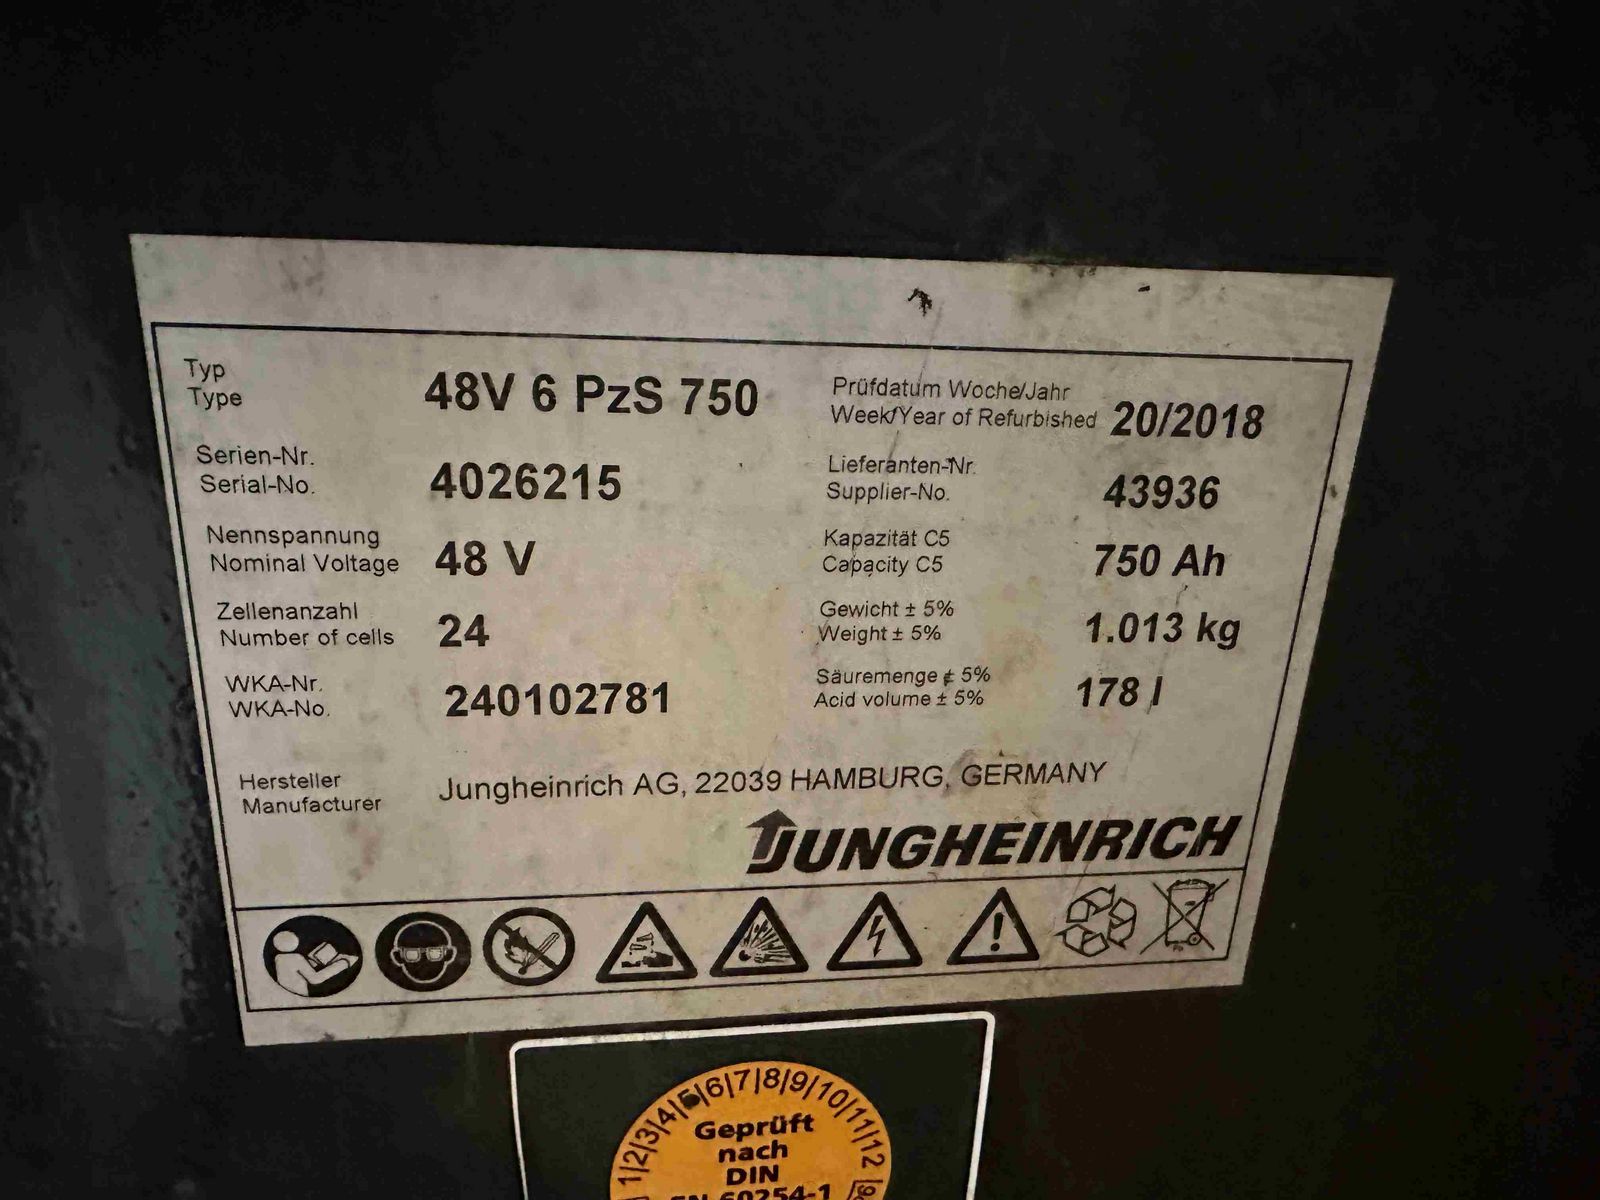 Typ
Type
48V 6 PzS 750
Prüfdatum Woche/Jahr
Week/Year of Refurbished
20/2018
Serien-Nr.
Serial-No.
4026215
Lieferanten-Nr.
Supplier-No.
43936
Nennspannung
Nominal Voltage
48 V
Kapazität C5
Capacity C5
750 Ah
Zellenanzahl
Number of cells
24
Gewicht ± 5%
Weight ± 5%
1.013 kg
WKA-Nr.
WKA-No.
240102781
Säuremenge ± 5%
Acid volume ± 5%
178 l
Hersteller
Manufacturer
Jungheinrich AG, 22039 HAMBURG, GERMANY
JUNGHEINRICH
Pb
1|2|3|4|5|6|7|8|9|10|11|12
Geprüft
nach
DIN
EN 60254-1